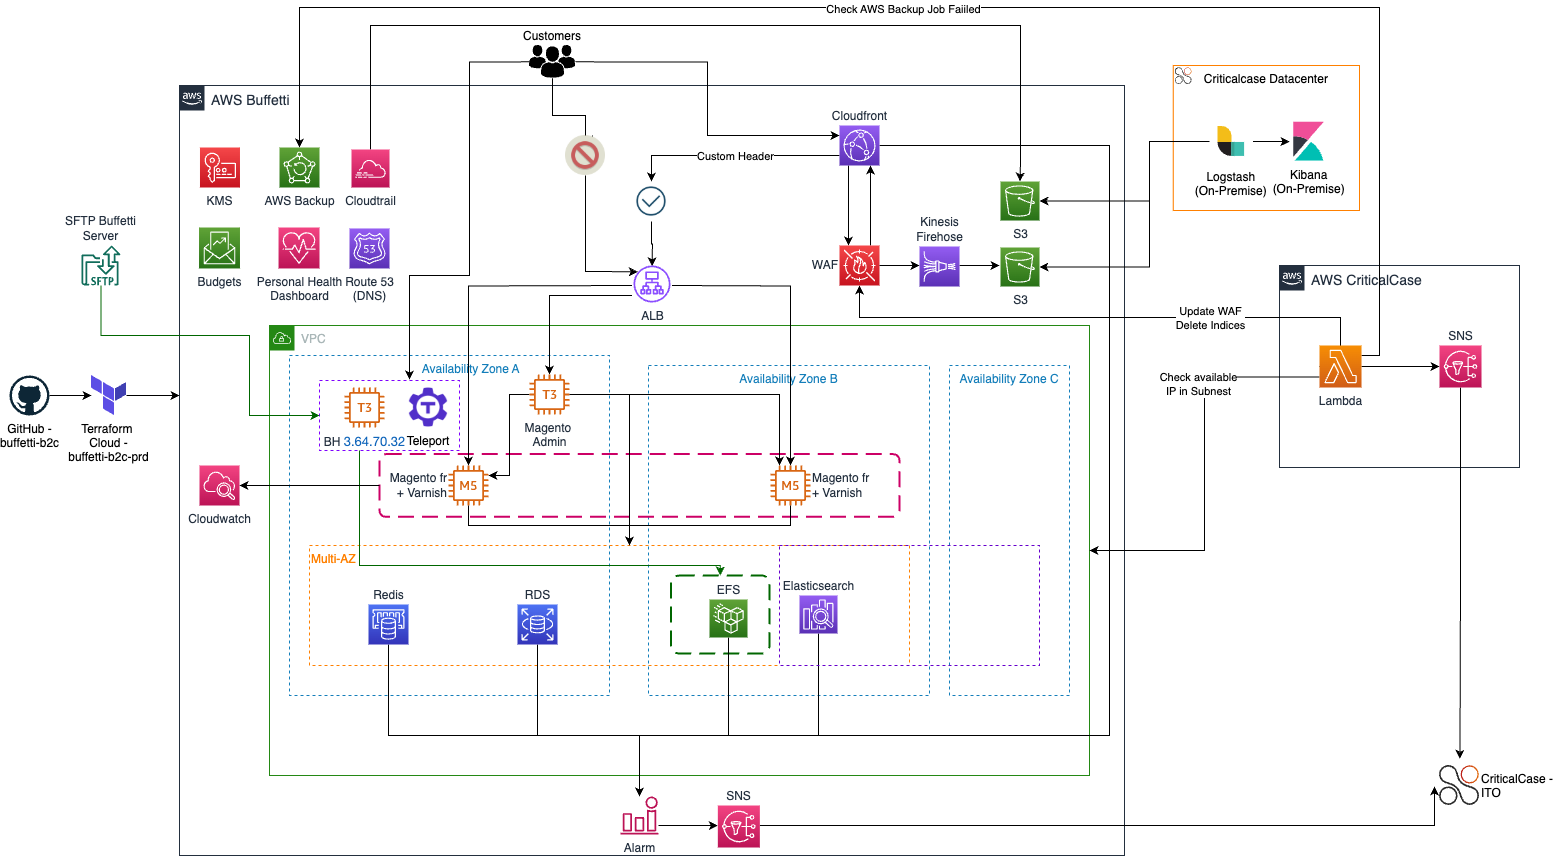 Check AWS Backup Job Faiiled
Customers
Criticalcase Datacenter
aws
AWS Buffetti
Cloudfront
Custom Header
Logstash
(On-Premise)
Kibana
(On-Premise)
KMS
AWS Backup
Cloudtrail
SFTP Buffetti
Server
SFTP
Kinesis
Firehose
S3
53
WAF
Budgets
Personal Health
Dashboard
Route 53
(DNS)
S3
aws
AWS CriticalCase
ALB
Update WAF
Delete Indices
VPC
SNS
Availability Zone A
Availability Zone B
Availability Zone C
Check available
IP in Subnest
Lambda
T3
T
T3
BH 3.64.70.32
Teleport
Magento
Admin
GitHub -
buffetti-b2c
Terraform
Cloud -
buffetti-b2c-prd
Magento fr
+ Varnish
M5
M5
Magento fr
+ Varnish
Cloudwatch
Multi-AZ
Redis
RDS
EFS
Elasticsearch
CriticalCase -
ITO
SNS
Alarm